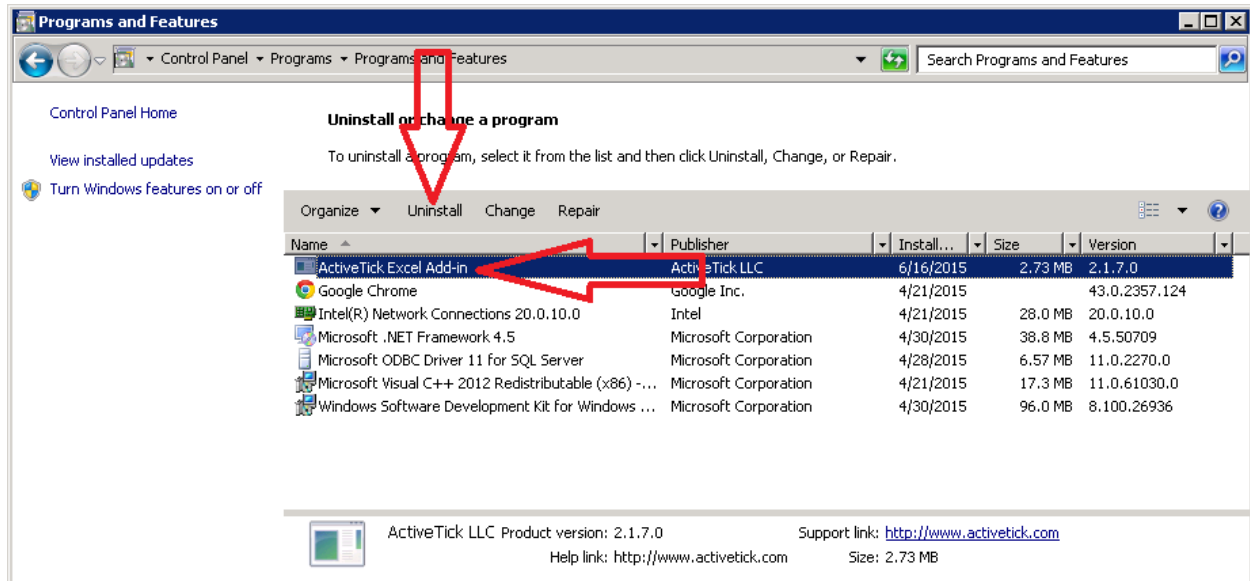 Programs and Features
Control Panel Programs Programs and Features Search Programs and Features
Control Panel Home
View installed updates
Turn Windows features on or off
Uninstall or change a program
To uninstall a program, select it from the list and then click Uninstall, Change, or Repair.
Organize Uninstall Change Repair
Name Publisher Install... Size Version
ActiveTick Excel Add-in ActiveTick LLC 6/16/2015 2.73 MB 2.1.7.0
Google Chrome Google Inc. 4/21/2015 43.0.2357.124
Intel(R) Network Connections 20.0.10.0 Intel 4/21/2015 28.0 MB 20.0.10.0
Microsoft .NET Framework 4.5 Microsoft Corporation 4/30/2015 38.8 MB 4.5.50709
Microsoft ODBC Driver 11 for SQL Server Microsoft Corporation 4/28/2015 6.57 MB 11.0.2270.0
Microsoft Visual C++ 2012 Redistributable (x86) -... Microsoft Corporation 4/21/2015 17.3 MB 11.0.61030.0
Windows Software Development Kit for Windows ... Microsoft Corporation 4/30/2015 96.0 MB 8.100.26936
ActiveTick LLC Product version: 2.1.7.0 Support link: http://www.activetick.com
Help link: http://www.activetick.com Size: 2.73 MB